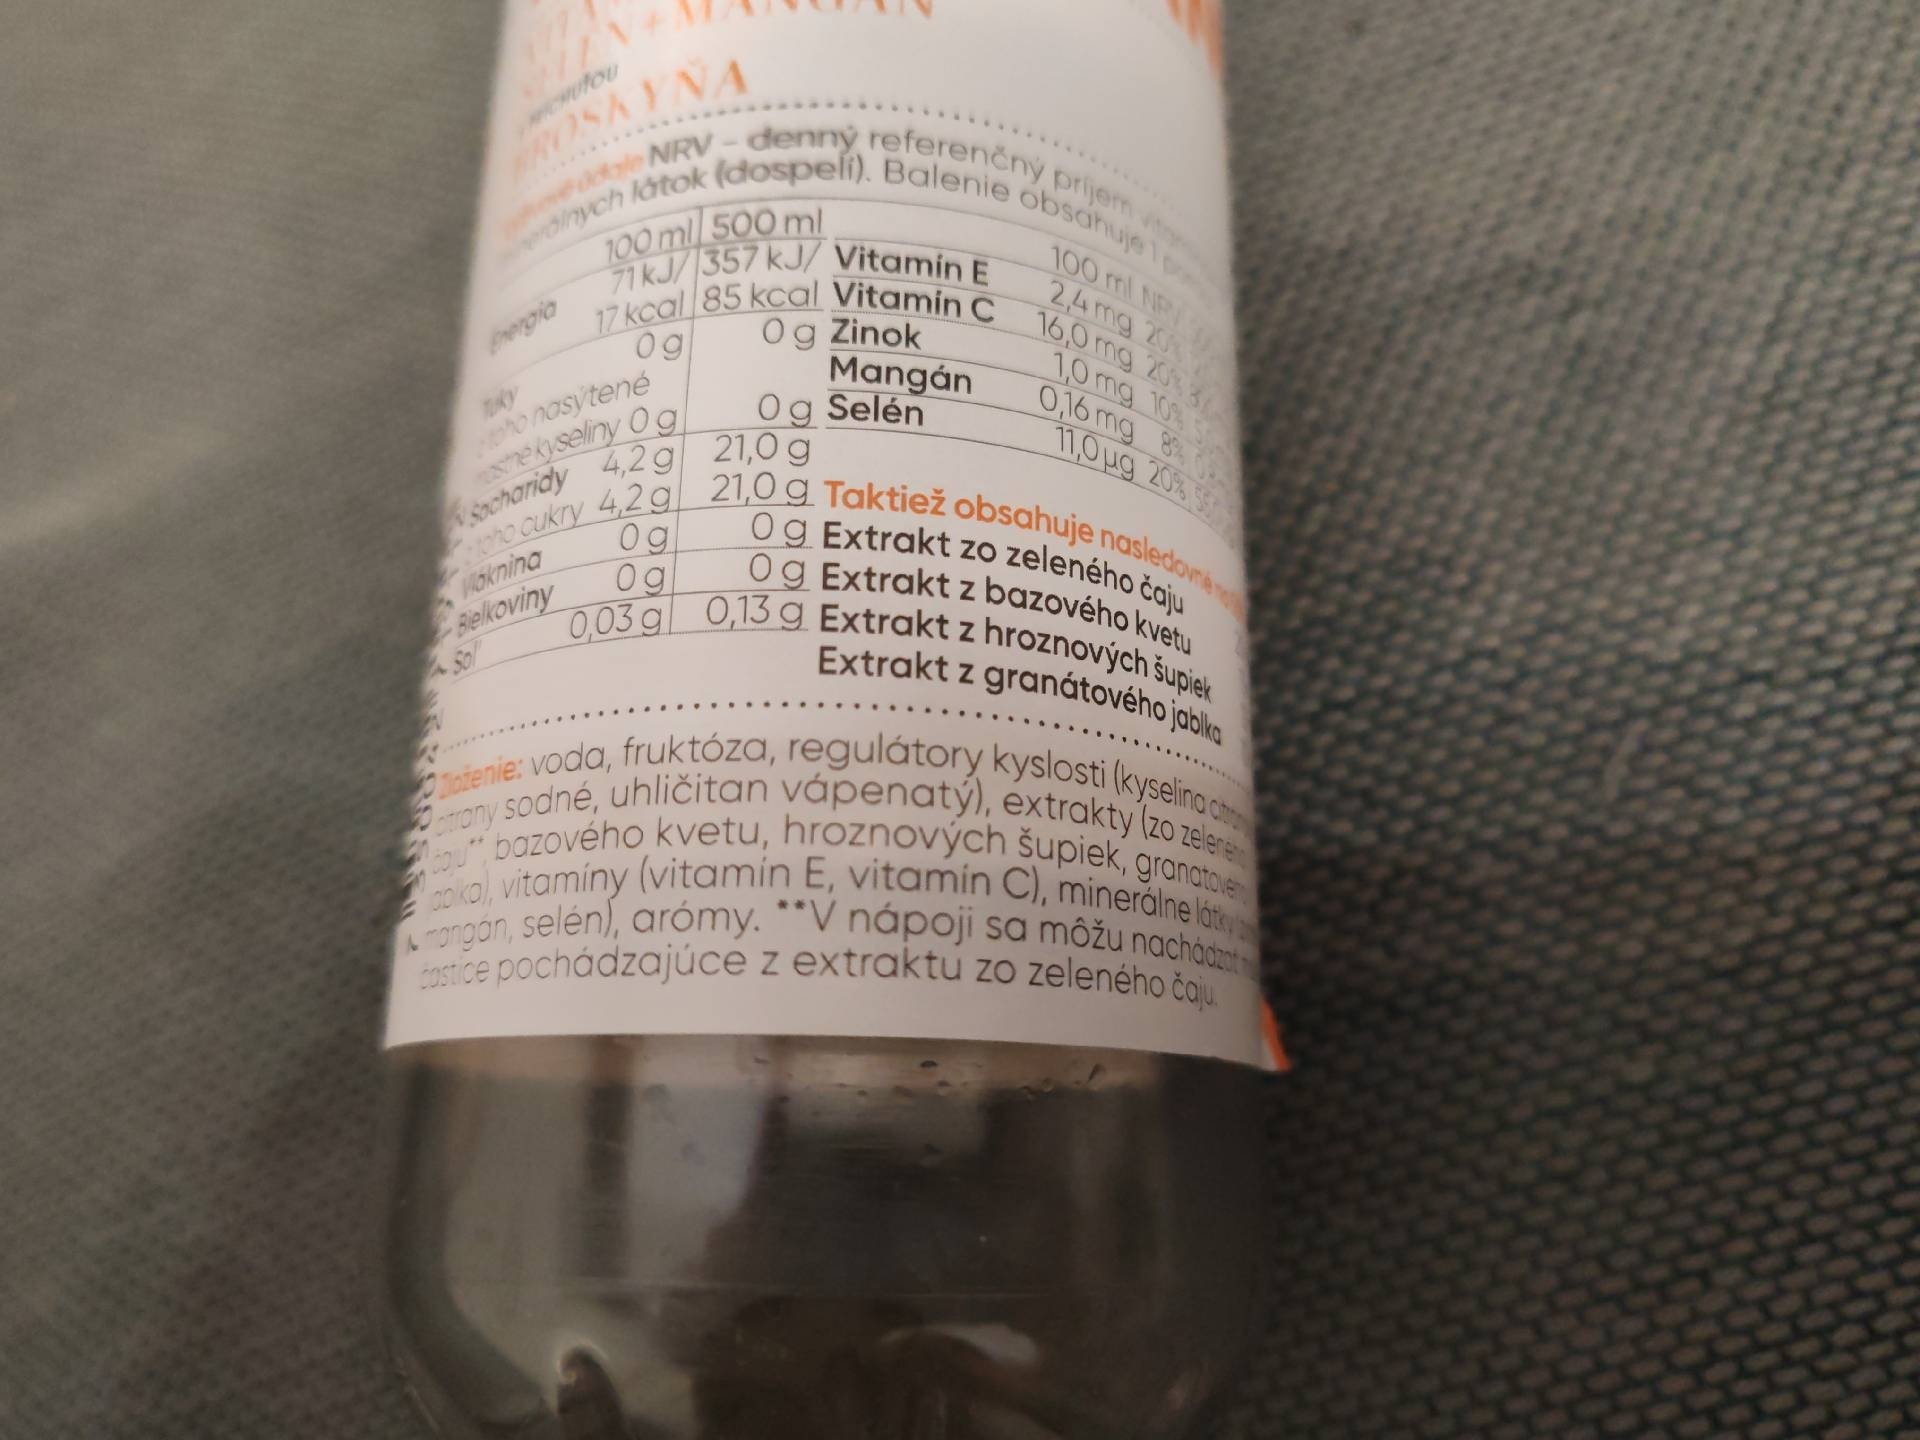 SELÉN + MANGÁN
PRÍCHUŤOU
BROSKYŇA
NRV - denný referenčný príjem
látok (dospelí). Balenie obsahuje 1
100 ml 500 ml
Energia 71 kJ/ 357 kJ/
17 kcal 85 kcal
Tuky 0 g 0 g
z toho nasýtené
mastné kyseliny 0 g 0 g
Sacharidy 4,2 g 21,0 g
z toho cukry 4,2 g 21,0 g
Vláknina 0 g 0 g
Bielkoviny 0 g 0 g
Soľ 0,03 g 0,13 g
100 ml NRV
Vitamín E 2,4 mg 20%
Vitamín C 16,0 mg 20%
Zinok 1,0 mg 10%
Mangán 0,16 mg 8%
Selén 11,0 µg 20%
Taktiež obsahuje nasledovné
Extrakt zo zeleného čaju
Extrakt z bazového kvetu
Extrakt z hroznových šupiek
Extrakt z granátového jablka
Zloženie: voda, fruktóza, regulátory kyslosti (kyselina
citrany sodné, uhličitan vápenatý), extrakty (zo zeleného
čaju**, bazového kvetu, hroznových šupiek, granátového
jablka), vitamíny (vitamín E, vitamín C), minerálne látky
mangán, selén), arómy. **V nápoji sa môžu nachádzať
častice pochádzajúce z extraktu zo zeleného čaju.